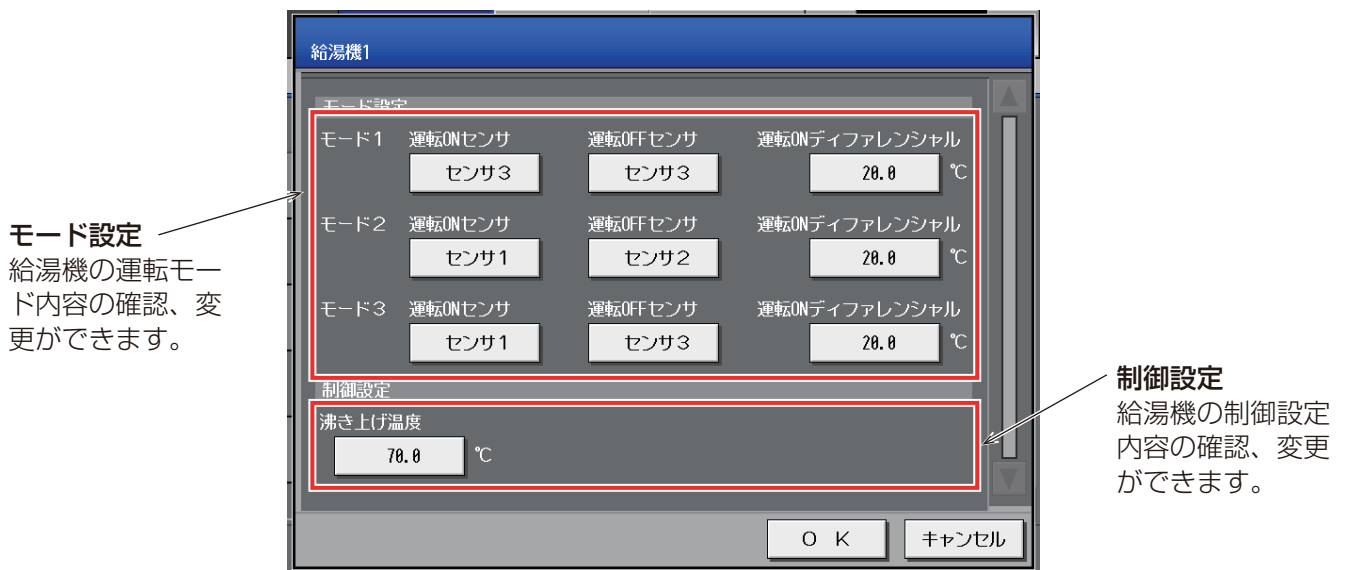 給湯機1
モード設定
モード1 運転ONセンサ 運転OFFセンサ 運転ONディファレンシャル
センサ3 センサ3 20.0 ℃
モード2 運転ONセンサ 運転OFFセンサ 運転ONディファレンシャル
センサ1 センサ2 20.0 ℃
モード3 運転ONセンサ 運転OFFセンサ 運転ONディファレンシャル
センサ1 センサ3 20.0 ℃
制御設定
沸き上げ温度
70.0 ℃
OK キャンセル
モード設定
給湯機の運転モー
ド内容の確認、変
更ができます。
制御設定
給湯機の制御設定
内容の確認、変更
ができます。